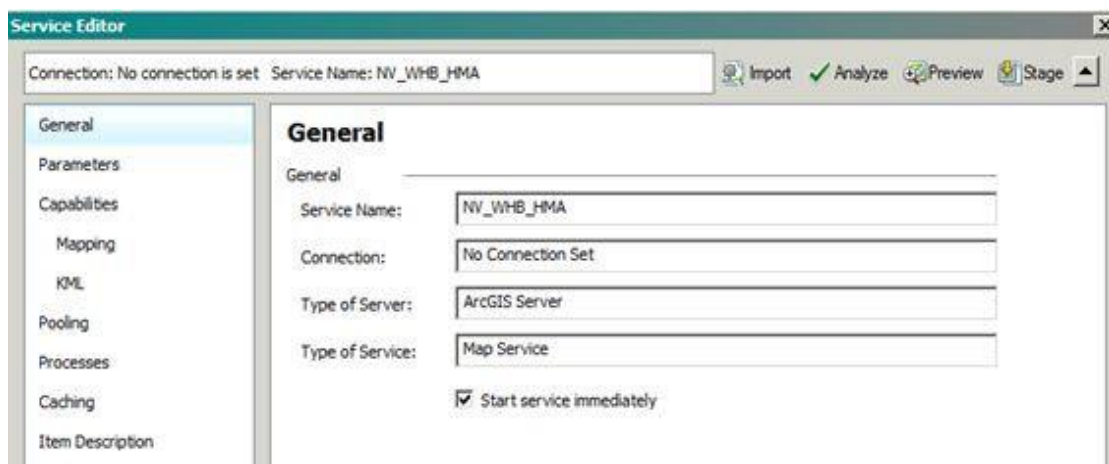 Service Editor
Connection: No connection is set Service Name: NV_WHB_HMA Import Analyze Preview Stage
General
Parameters
Capabilities
Mapping
KML
Pooling
Processes
Caching
Item Description
General
General
Service Name: NV_WHB_HMA
Connection: No Connection Set
Type of Server: ArcGIS Server
Type of Service: Map Service
Start service immediately